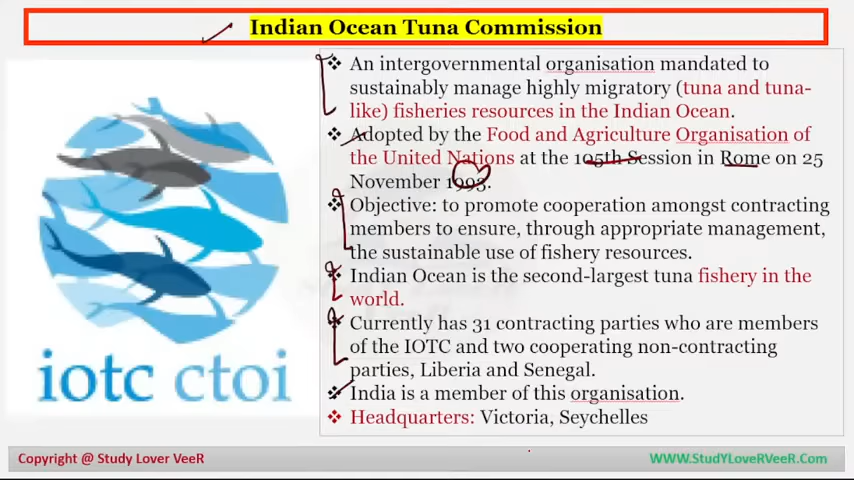 Indian Ocean Tuna Commission
❖ An intergovernmental organisation mandated to
sustainably manage highly migratory (tuna and tuna-
like) fisheries resources in the Indian Ocean.
❖ Adopted by the Food and Agriculture Organisation of
the United Nations at the 105th Session in Rome on 25
November 1993.
❖ Objective: to promote cooperation amongst contracting
members to ensure, through appropriate management,
the sustainable use of fishery resources.
❖ Indian Ocean is the second-largest tuna fishery in the
world.
❖ Currently has 31 contracting parties who are members
of the IOTC and two cooperating non-contracting
parties, Liberia and Senegal.
❖ India is a member of this organisation.
❖ Headquarters: Victoria, Seychelles
iotc ctoi
Copyright @ Study Lover VeeR
WWW.StudyLoveRVeeR.Com